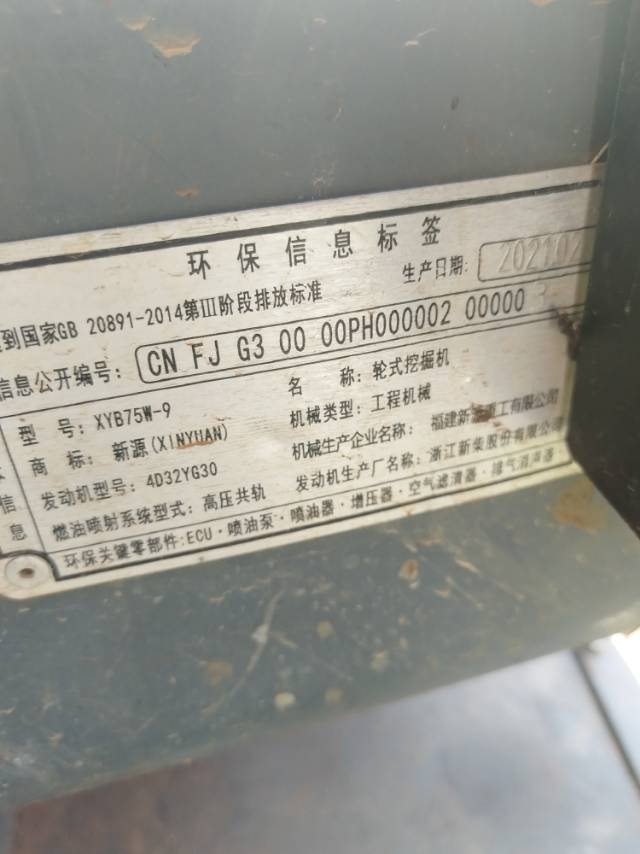 环保信息标签
生产日期: 2021.02
到国家GB 20891-2014第III阶段排放标准
信息公开编号: CN FJ G3 00 00PH000002 00000
型 号: XYB75W-9 名 称: 轮式挖掘机
商 标: 新源(XINYUAN) 机械类型: 工程机械
发动机型号: 4D32YG30 机械生产企业名称: 福建新源重工有限公司
燃油喷射系统型式: 高压共轨 发动机生产厂名称: 浙江新柴股份有限公司
环保关键零部件: ECU·喷油泵·喷油器·增压器·空气滤清器·排气消声器
信
息